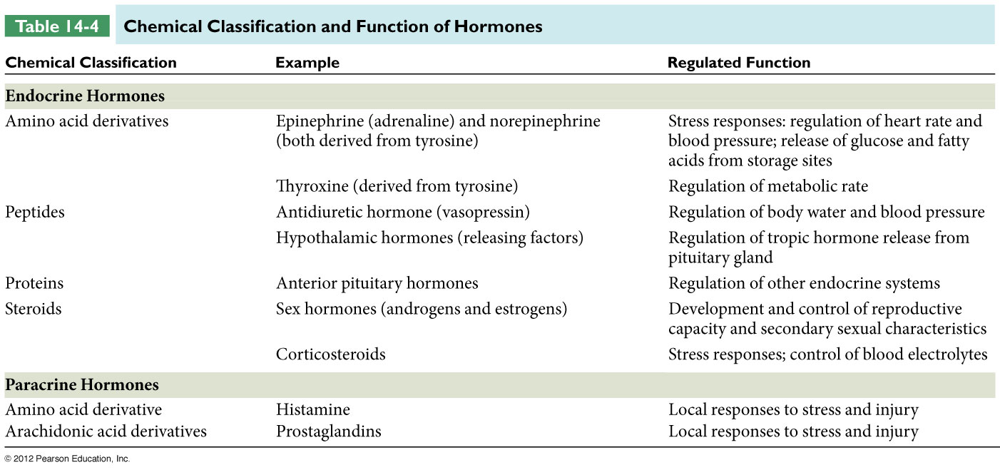 Table 14-4 Chemical Classification and Function of Hormones
Chemical Classification Example Regulated Function
Endocrine Hormones
Amino acid derivatives Epinephrine (adrenaline) and norepinephrine Stress responses: regulation of heart rate and
(both derived from tyrosine) blood pressure; release of glucose and fatty
acids from storage sites
Thyroxine (derived from tyrosine) Regulation of metabolic rate
Peptides Antidiuretic hormone (vasopressin) Regulation of body water and blood pressure
Hypothalamic hormones (releasing factors) Regulation of tropic hormone release from
pituitary gland
Proteins Anterior pituitary hormones Regulation of other endocrine systems
Steroids Sex hormones (androgens and estrogens) Development and control of reproductive
capacity and secondary sexual characteristics
Corticosteroids Stress responses; control of blood electrolytes
Paracrine Hormones
Amino acid derivative Histamine Local responses to stress and injury
Arachidonic acid derivatives Prostaglandins Local responses to stress and injury
© 2012 Pearson Education, Inc.